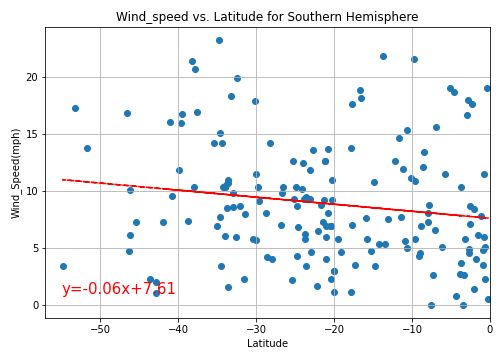 Wind_speed vs. Latitude for Southern Hemisphere
Wind_Speed(mph)
20
15
10
5
0
y=-0.06x+7.61
−50 −40 −30 −20 −10 0
Latitude